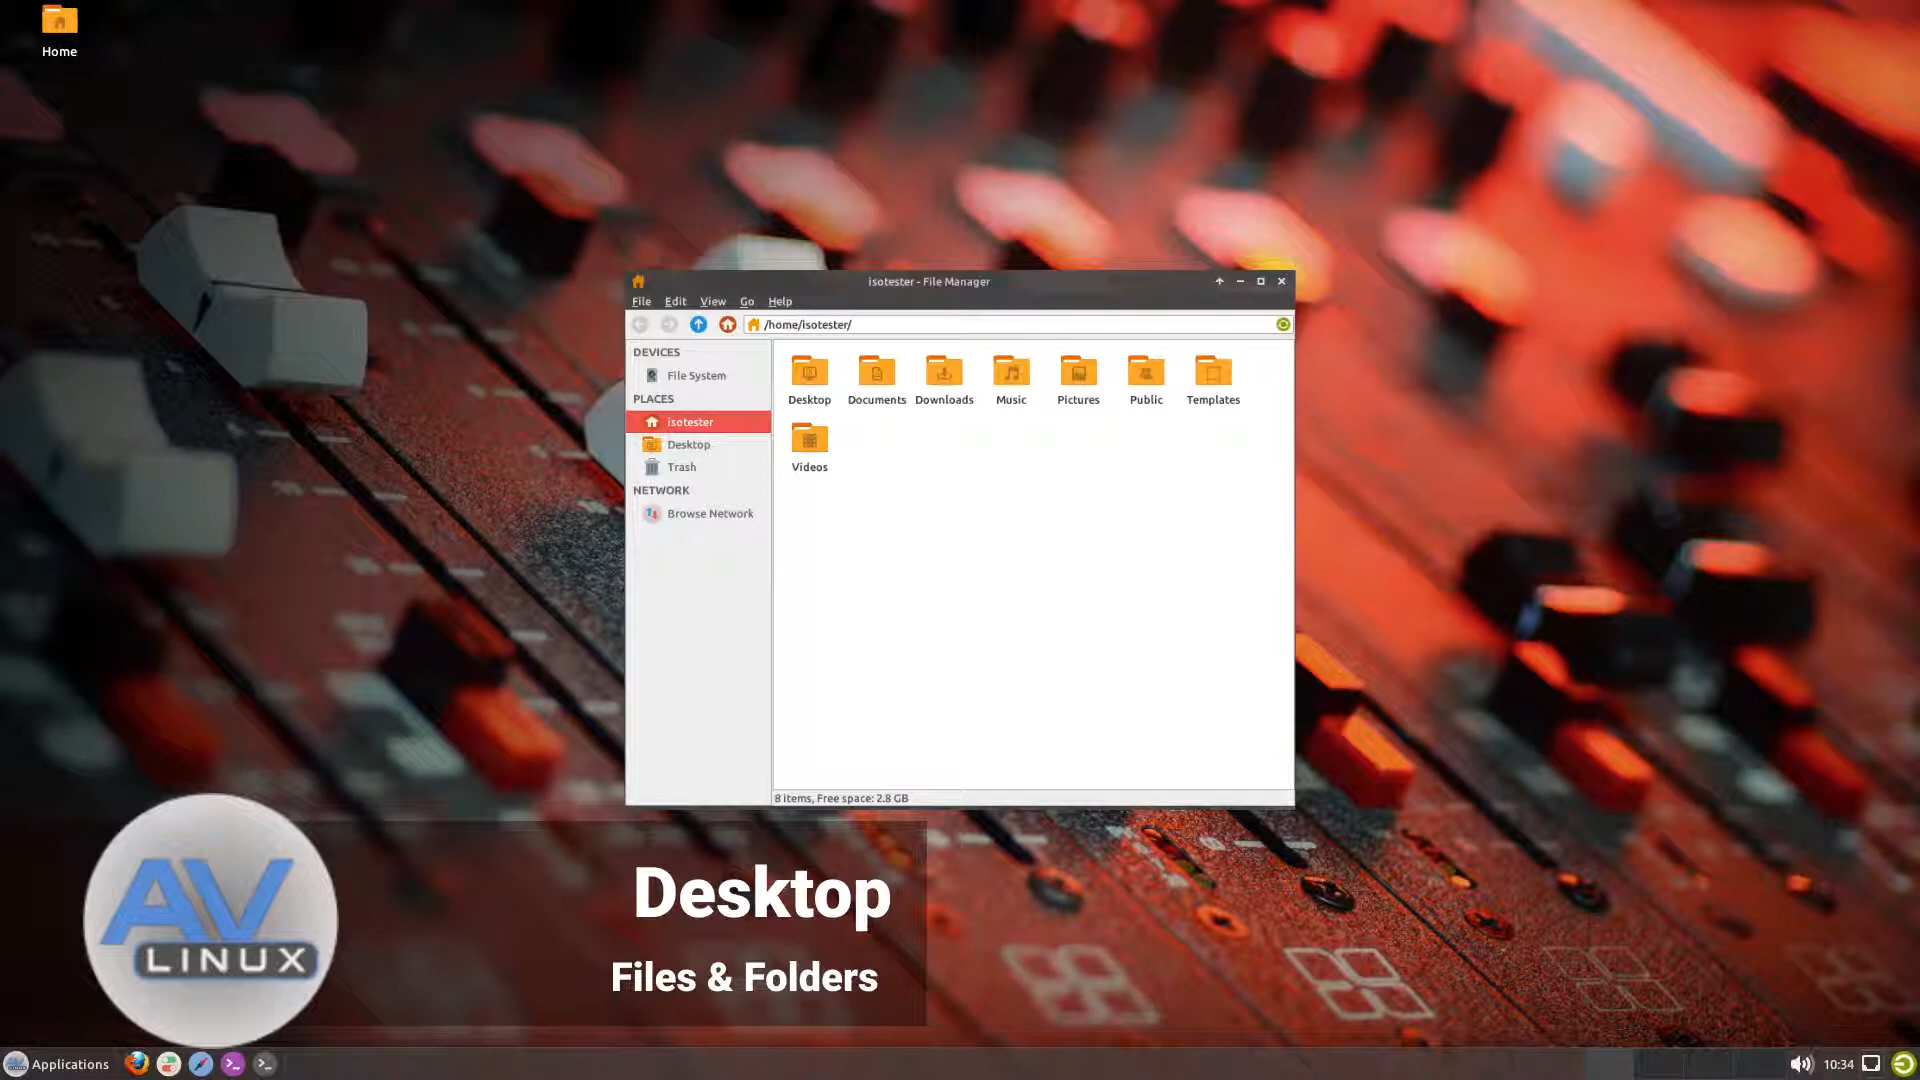 Home
isotester - File Manager
File Edit View Go Help
/home/isotester/
DEVICES
File System
PLACES
isotester
Desktop
Trash
NETWORK
Browse Network
Desktop Documents Downloads Music Pictures Public Templates
Videos
8 items, Free space: 2.8 GB
AV
LINUX
Desktop
Files & Folders
Applications
10:34